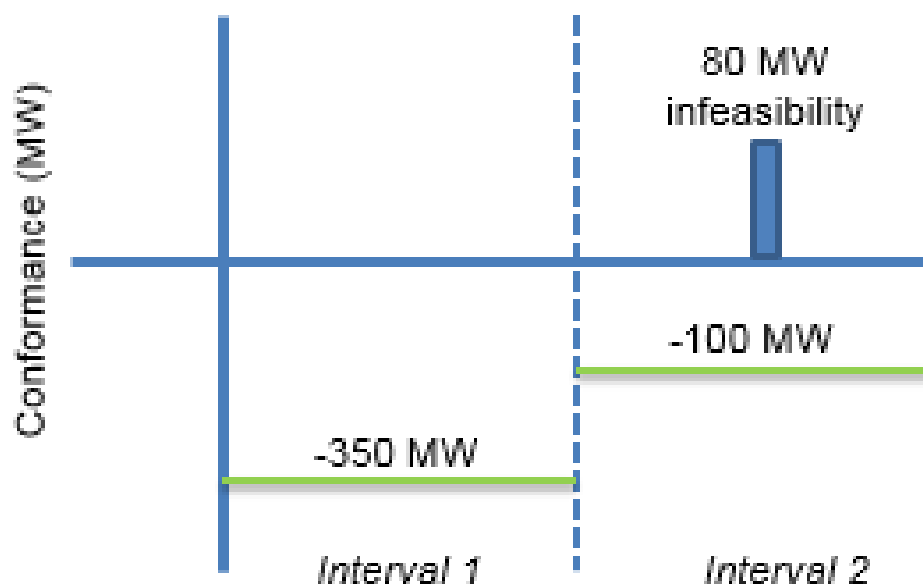 Conformance (MW)
80 MW
infeasibility
-100 MW
-350 MW
Interval 1
Interval 2